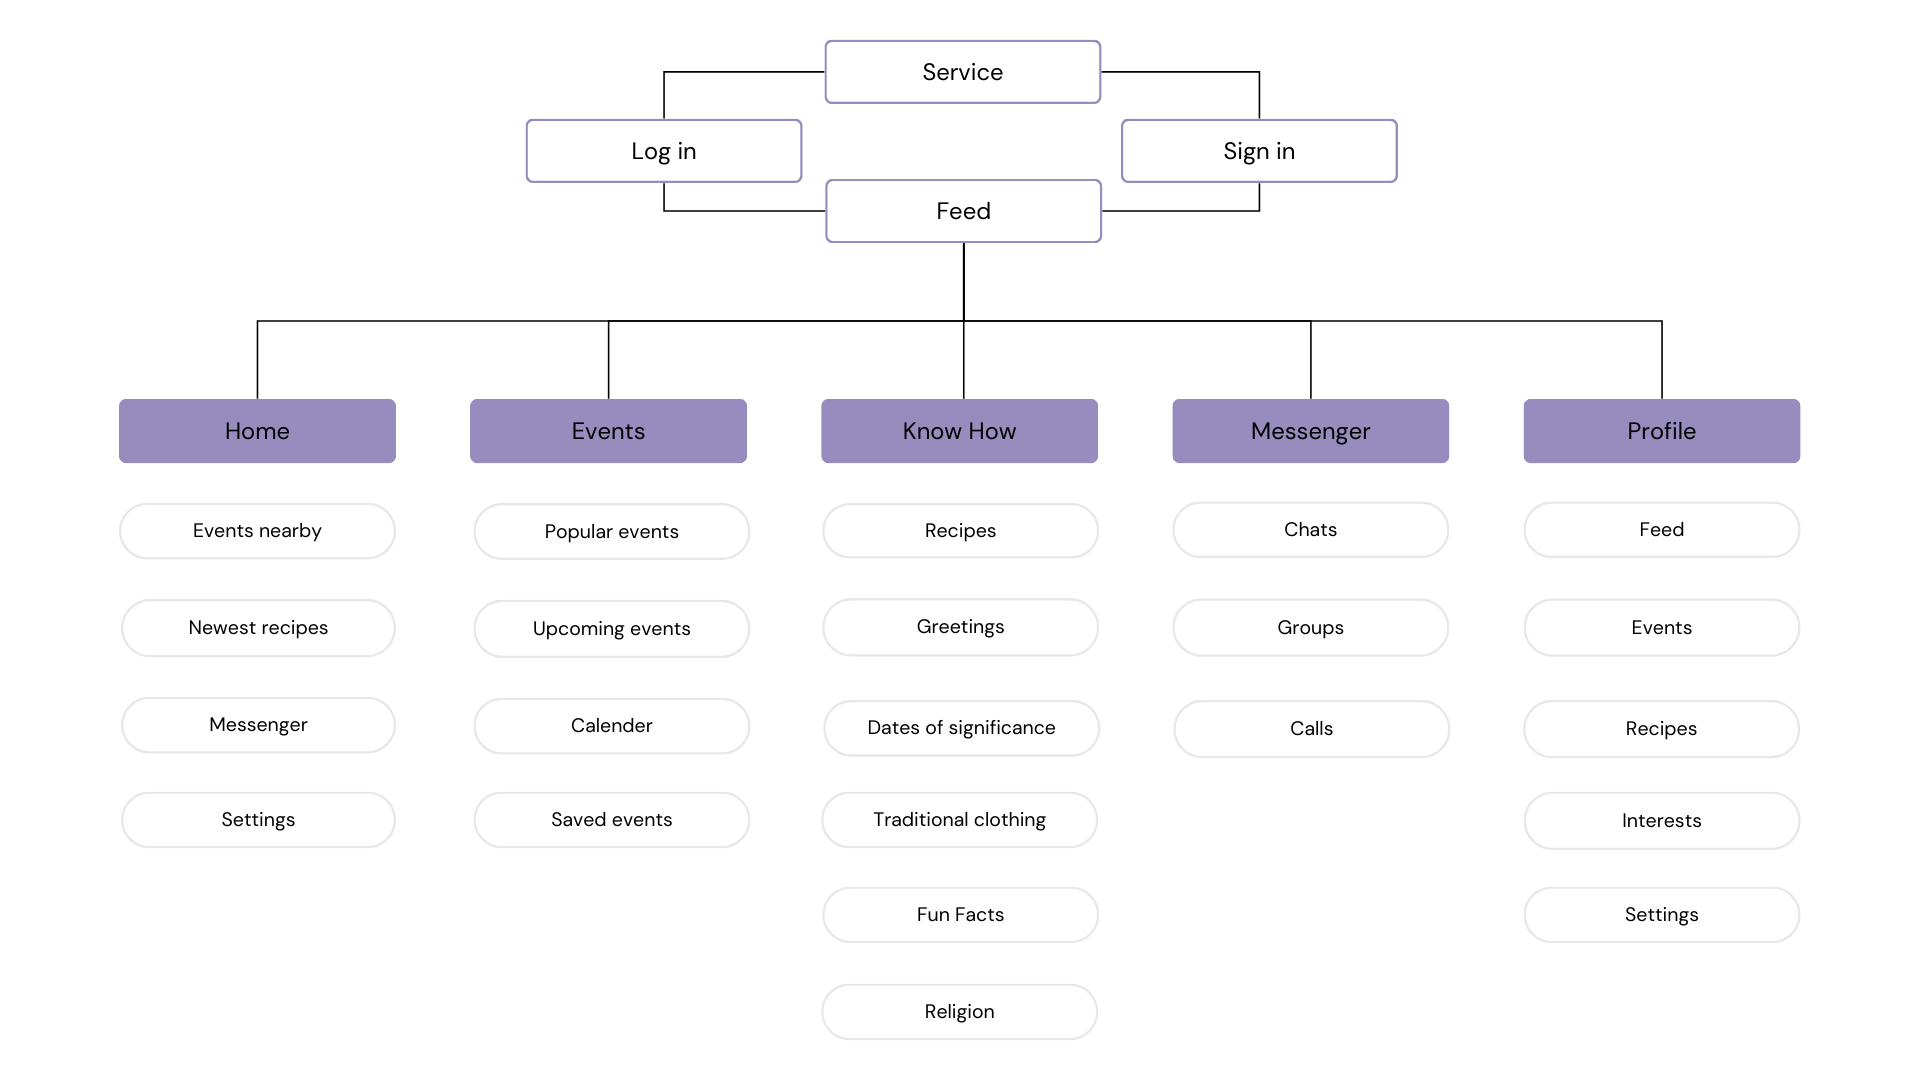 Service
Log in
Sign in
Feed
Home
Events
Know How
Messenger
Profile
Events nearby
Newest recipes
Messenger
Settings
Popular events
Upcoming events
Calender
Saved events
Recipes
Greetings
Dates of significance
Traditional clothing
Fun Facts
Religion
Chats
Groups
Calls
Feed
Events
Recipes
Interests
Settings